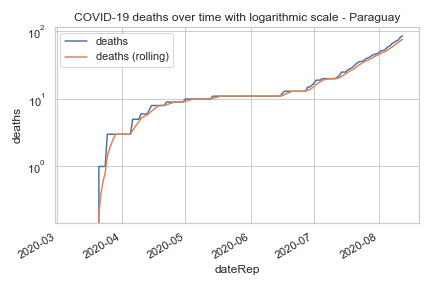 COVID-19 deaths over time with logarithmic scale - Paraguay
deaths
deaths (rolling)
10²
10¹
10⁰
deaths
2020-03
2020-04
2020-05
2020-06
2020-07
2020-08
dateRep